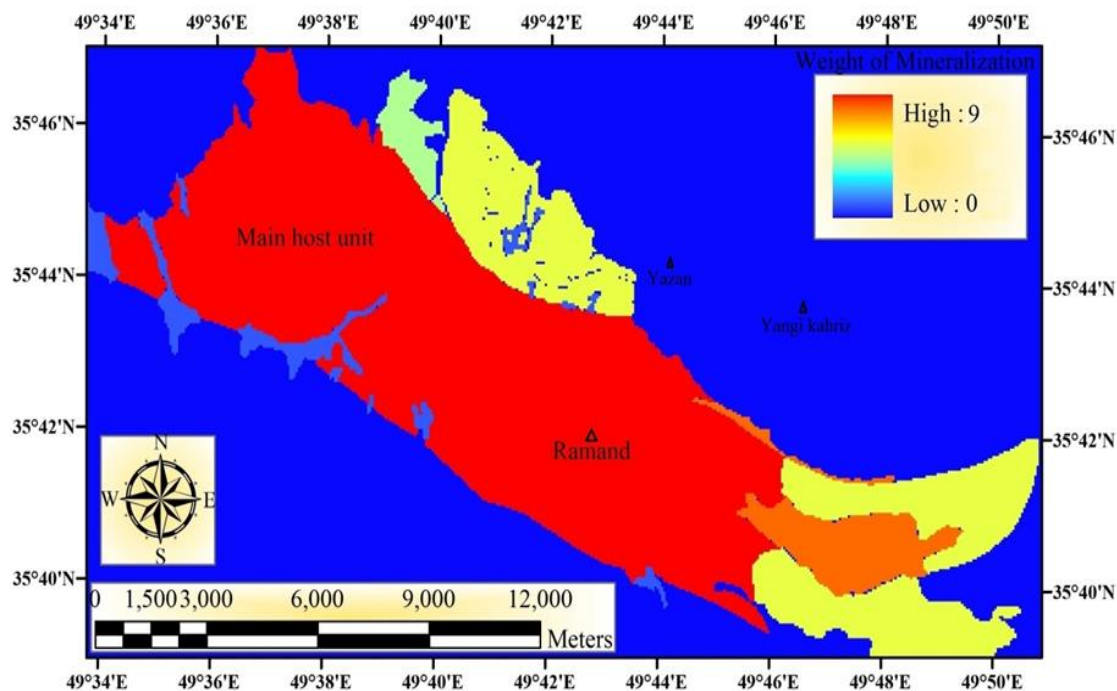 49°34'E 49°36'E 49°38'E 49°40'E 49°42'E 49°44'E 49°46'E 49°48'E 49°50'E
Weight of Mineralization
High : 9
Low : 0
35°46'N
35°46'N
Main host unit
Yazan
35°44'N
35°44'N
Yangi kahriz
35°42'N
35°42'N
Ramand
N
W E
S
35°40'N
35°40'N
0 1,500 3,000 6,000 9,000 12,000
Meters
49°34'E 49°36'E 49°38'E 49°40'E 49°42'E 49°44'E 49°46'E 49°48'E 49°50'E